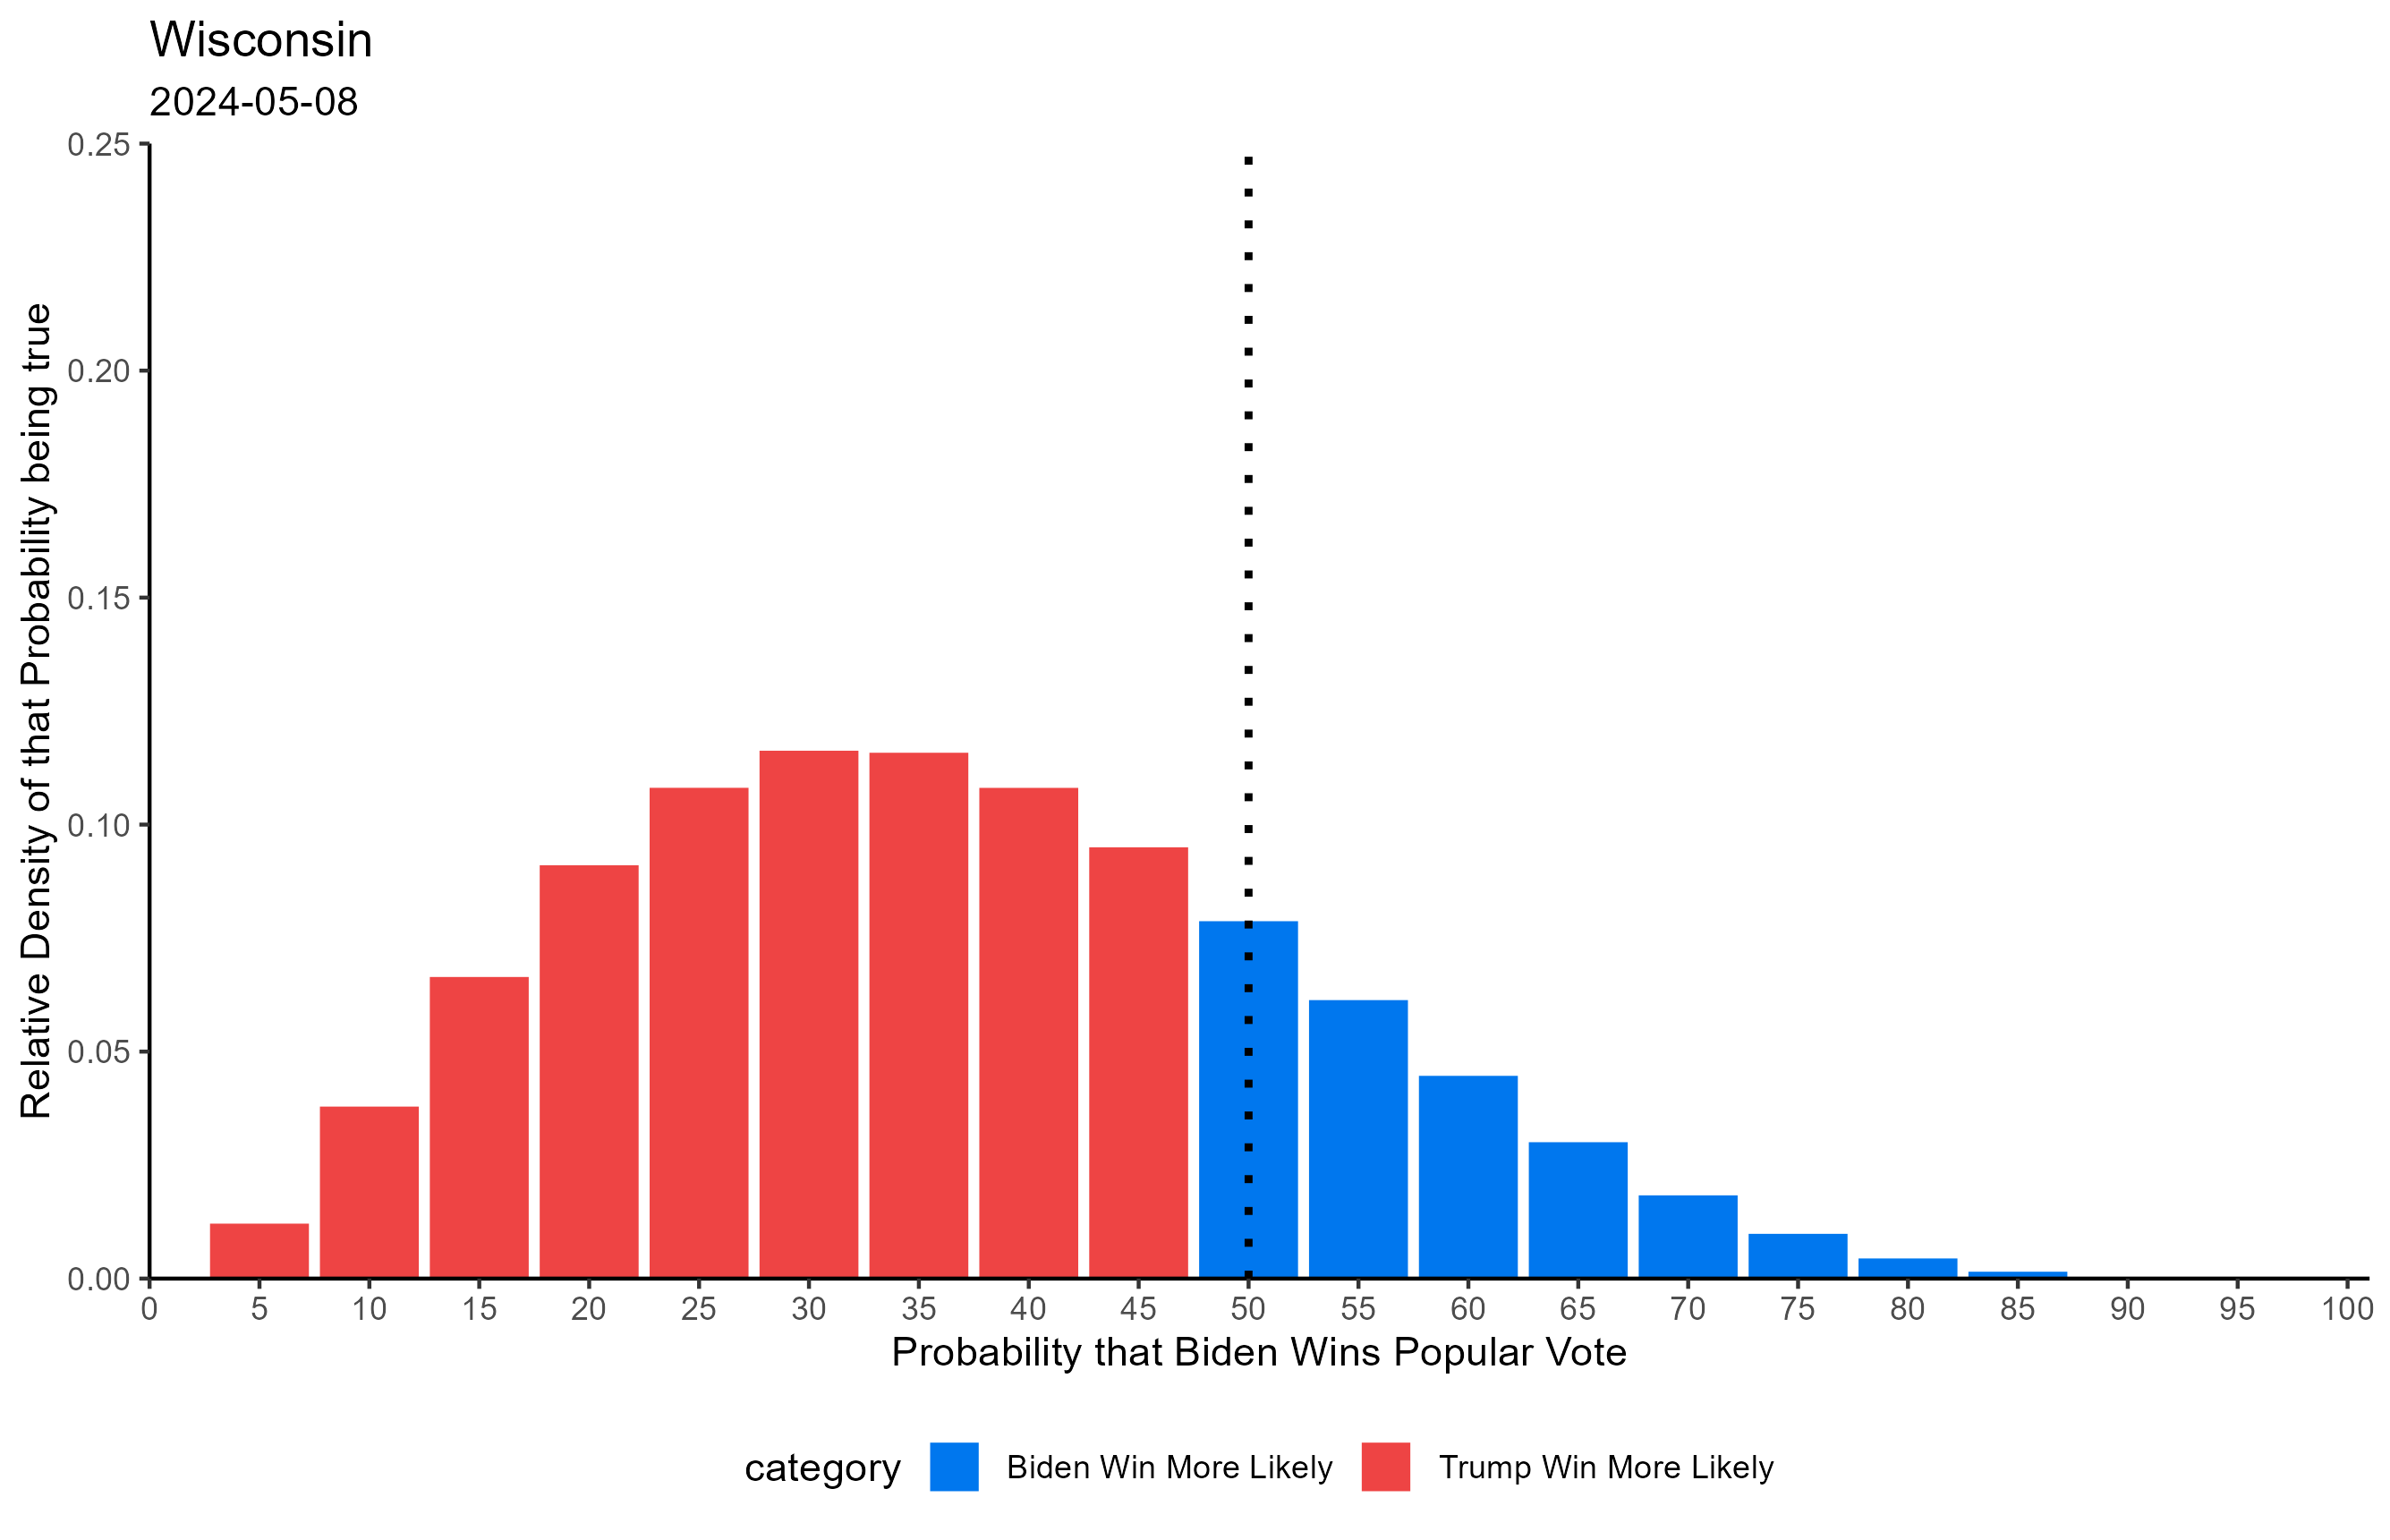 Wisconsin
2024-05-08
Relative Density of that Probability being true
0.25
0.20
0.15
0.10
0.05
0.00
0 5 10 15 20 25 30 35 40 45 50 55 60 65 70 75 80 85 90 95 100
Probability that Biden Wins Popular Vote
category Biden Win More Likely Trump Win More Likely